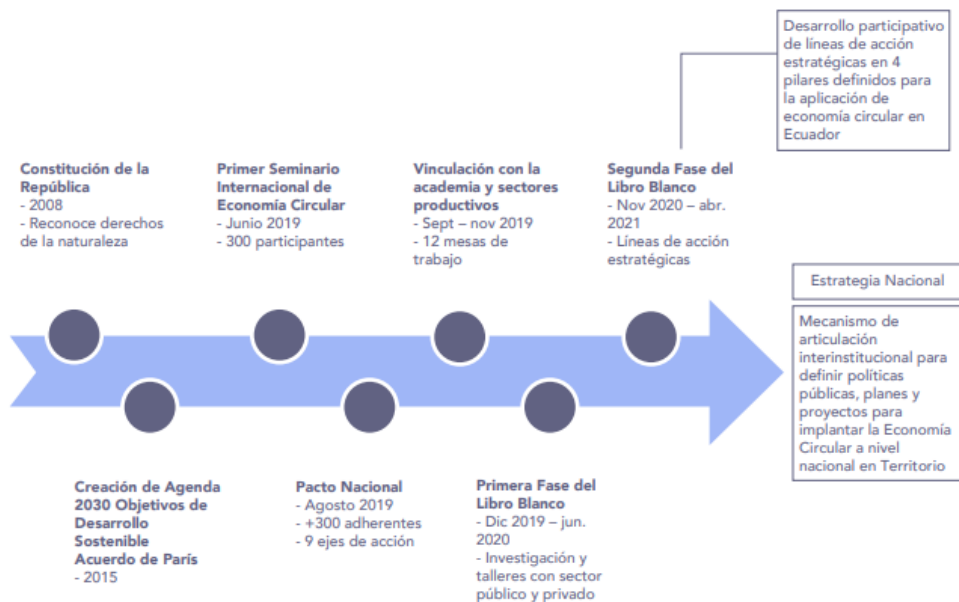 Desarrollo participativo
de líneas de acción
estratégicas en 4
pilares definidos para
la aplicación de
economía circular en
Ecuador
Constitución de la
República
- 2008
- Reconoce derechos
de la naturaleza
Primer Seminario
Internacional de
Economía Circular
- Junio 2019
- 300 participantes
Vinculación con la
academia y sectores
productivos
- Sept – nov 2019
- 12 mesas de
trabajo
Segunda Fase del
Libro Blanco
- Nov 2020 – abr.
2021
- Líneas de acción
estratégicas
Estrategia Nacional
Mecanismo de
articulación
interinstitucional para
definir políticas
públicas, planes y
proyectos para
implantar la Economía
Circular a nivel
nacional en Territorio
Creación de Agenda
2030 Objetivos de
Desarrollo
Sostenible
Acuerdo de París
- 2015
Pacto Nacional
- Agosto 2019
- +300 adherentes
- 9 ejes de acción
Primera Fase del
Libro Blanco
- Dic 2019 – jun.
2020
- Investigación y
talleres con sector
público y privado